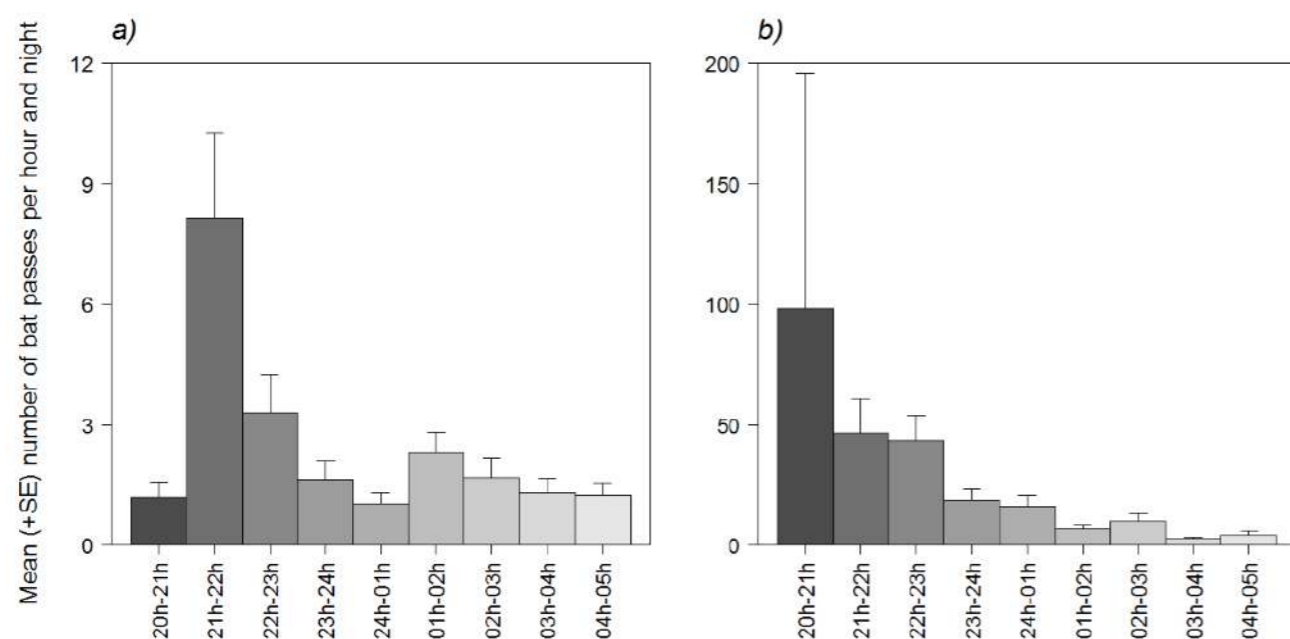 a)
b)
Mean (+SE) number of bat passes per hour and night
12
9
6
3
0
20h-21h
21h-22h
22h-23h
23h-24h
24h-01h
01h-02h
02h-03h
03h-04h
04h-05h
200
150
100
50
0
20h-21h
21h-22h
22h-23h
23h-24h
24h-01h
01h-02h
02h-03h
03h-04h
04h-05h